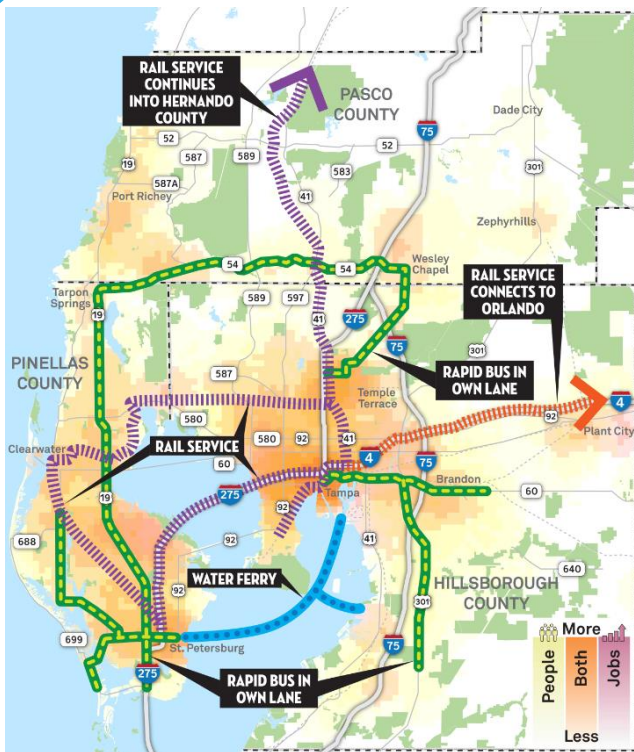 RAIL SERVICE
CONTINUES
INTO HERNANDO
COUNTY
PASCO
COUNTY
75
Dade City
52
19
587
589
52
583
301
587A
41
Port Richey
Zephyrhills
54
54
Wesley
Chapel
RAIL SERVICE
CONNECTS TO
ORLANDO
Tarpon
Springs
19
589
597
41
275
75
301
PINELLAS
COUNTY
587
RAPID BUS IN
OWN LANE
Temple
Terrace
580
4
92
Plant City
Clearwater
RAIL SERVICE
580
92
41
4
60
275
75
Brandon
Tampa
60
19
92
688
92
41
WATER FERRY
640
HILLSBOROUGH
COUNTY
92
301
699
St. Petersburg
75
275
RAPID BUS IN
OWN LANE
More
People
Both
Jobs
Less